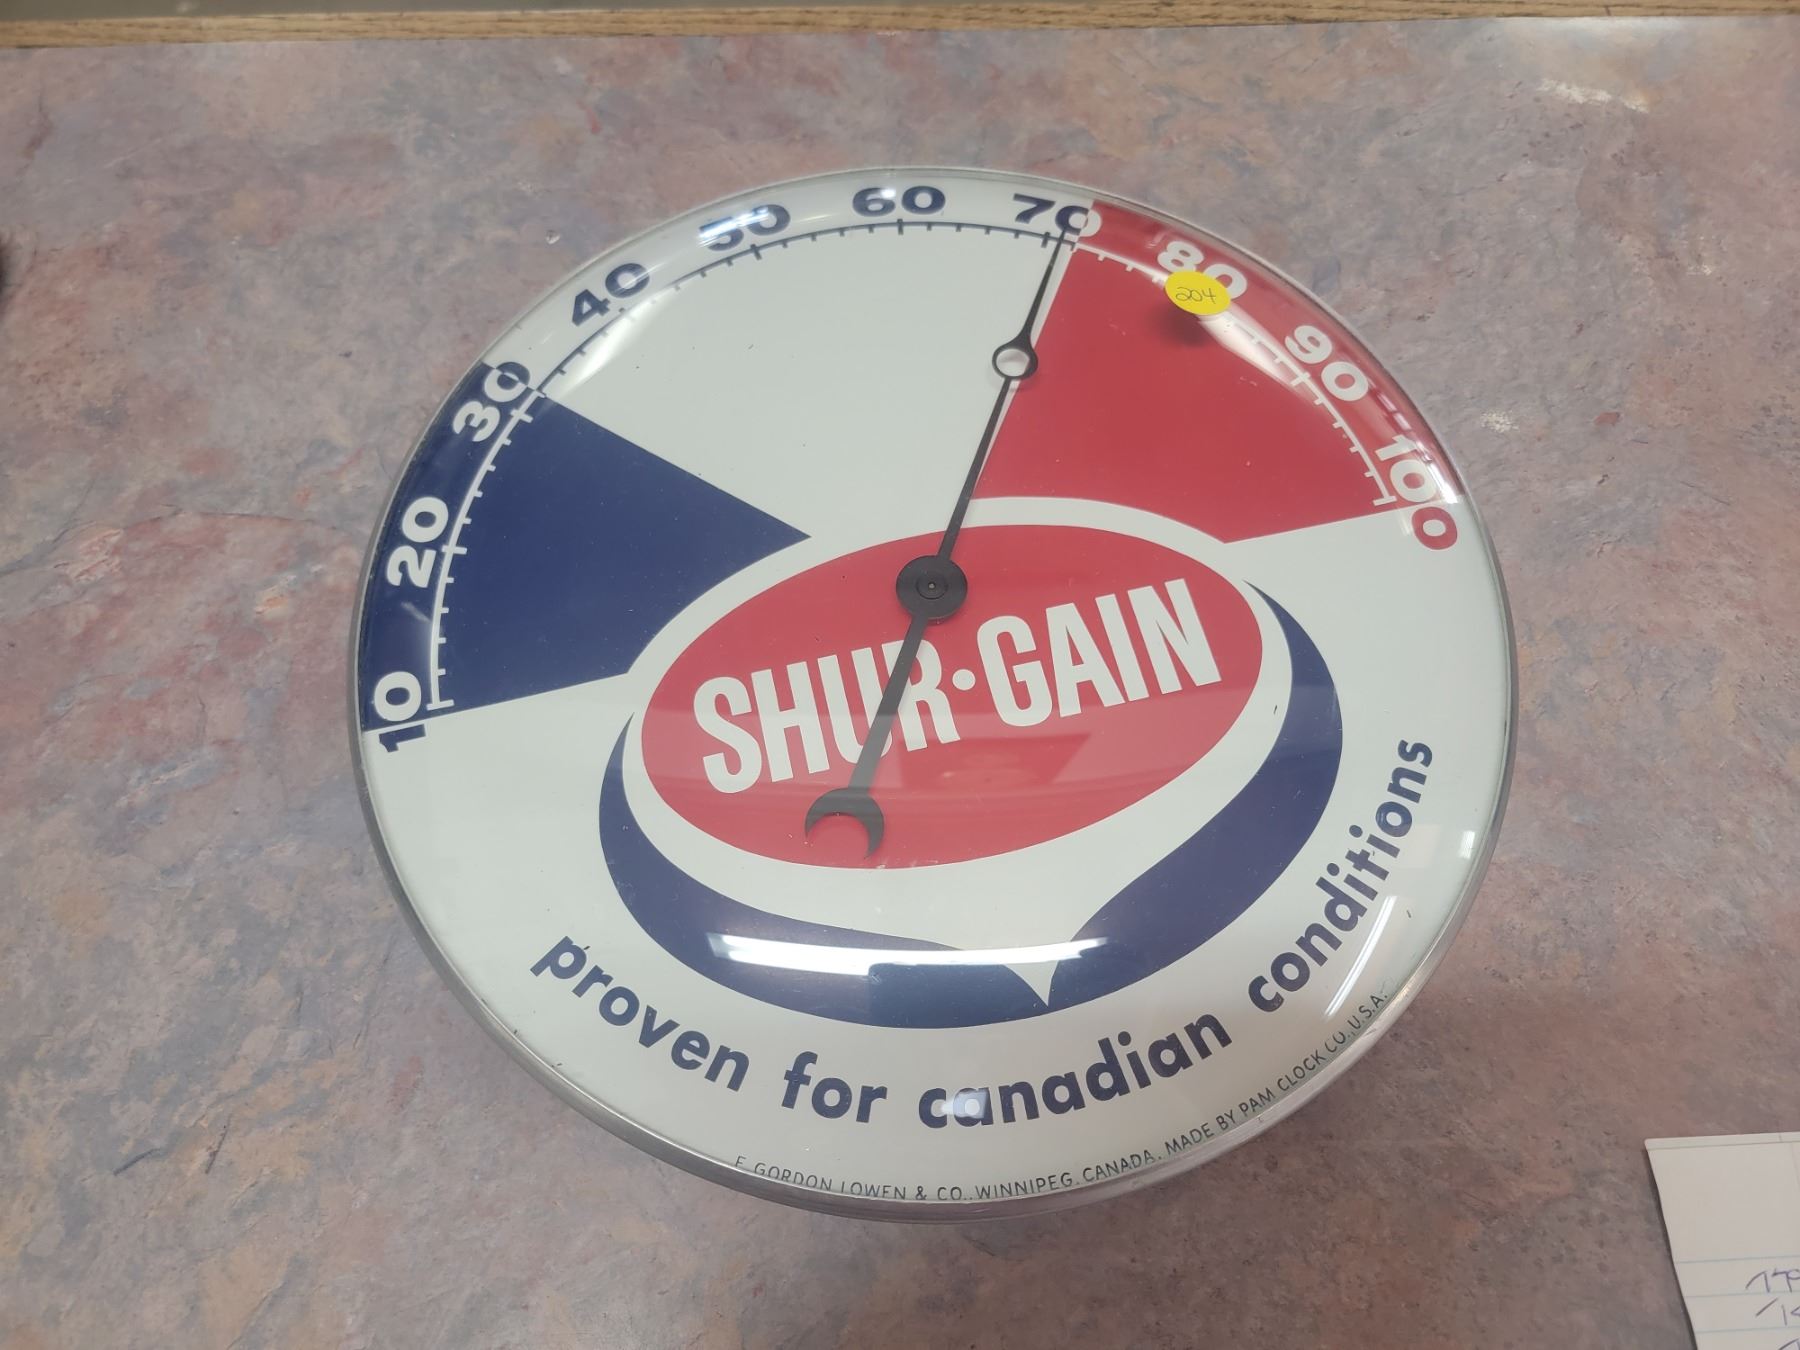 10 20 30 40 50 60 70 80 90 100
204
SHUR·GAIN
proven for canadian conditions
GORDON LOWEN & CO., WINNIPEG, CANADA. MADE BY PAM CLOCK CO., U.S.A.